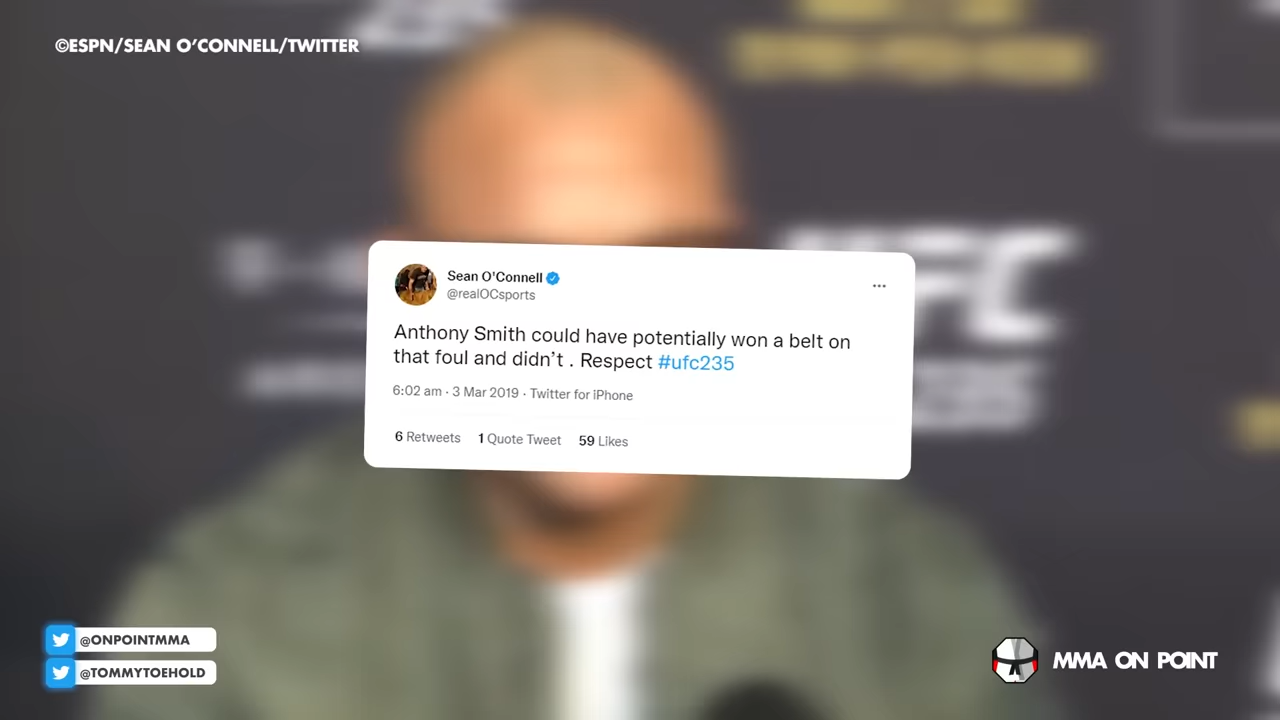 ©ESPN/SEAN O'CONNELL/TWITTER
UFC
Sean O'Connell
@realOCsports
Anthony Smith could have potentially won a belt on
that foul and didn't . Respect #ufc235
6:02 am · 3 Mar 2019 · Twitter for iPhone
6 Retweets 1 Quote Tweet 59 Likes
@ONPOINTMMA
@TOMMYTOEHOLD
MMA ON POINT